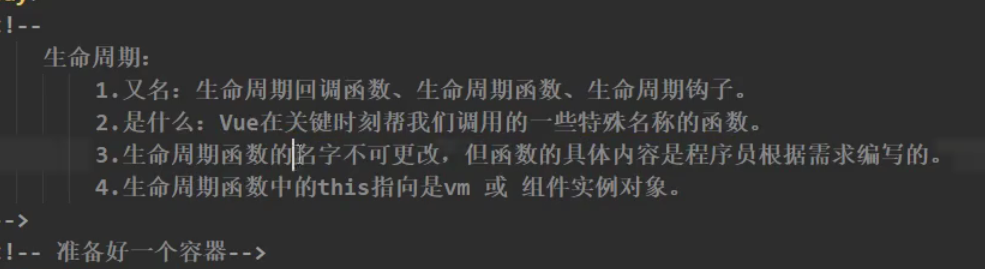 !--
生命周期:
1.又名: 生命周期回调函数、生命周期函数、生命周期钩子。
2.是什么: Vue在关键时刻帮我们调用的一些特殊名称的函数。
3.生命周期函数的名字不可更改，但函数的具体内容是程序员根据需求编写的。
4.生命周期函数中的this指向是vm 或 组件实例对象。
-->
!-- 准备好一个容器-->